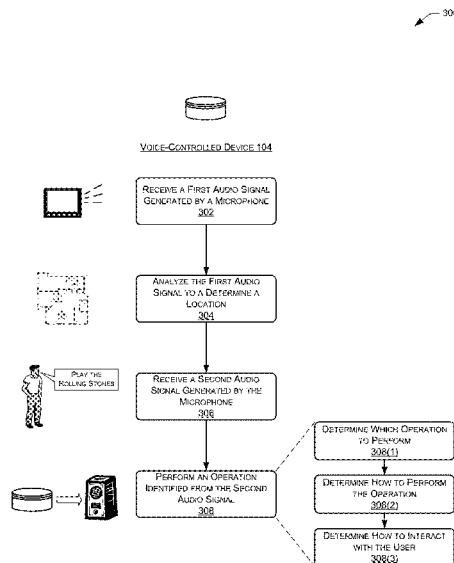 300
VOICE-CONTROLLED DEVICE 104
RECEIVE A FIRST AUDIO SIGNAL
GENERATED BY A MICROPHONE
302
ANALYZE THE FIRST AUDIO
SIGNAL TO A DETERMINE A
LOCATION
304
PLAY THE
ROLLING STONES
RECEIVE A SECOND AUDIO
SIGNAL GENERATED BY THE
MICROPHONE
306
PERFORM AN OPERATION
IDENTIFIED FROM THE SECOND
AUDIO SIGNAL
308
DETERMINE WHICH OPERATION
TO PERFORM
308(1)
DETERMINE HOW TO PERFORM
THE OPERATION
308(2)
DETERMINE HOW TO INTERACT
WITH THE USER
308(3)